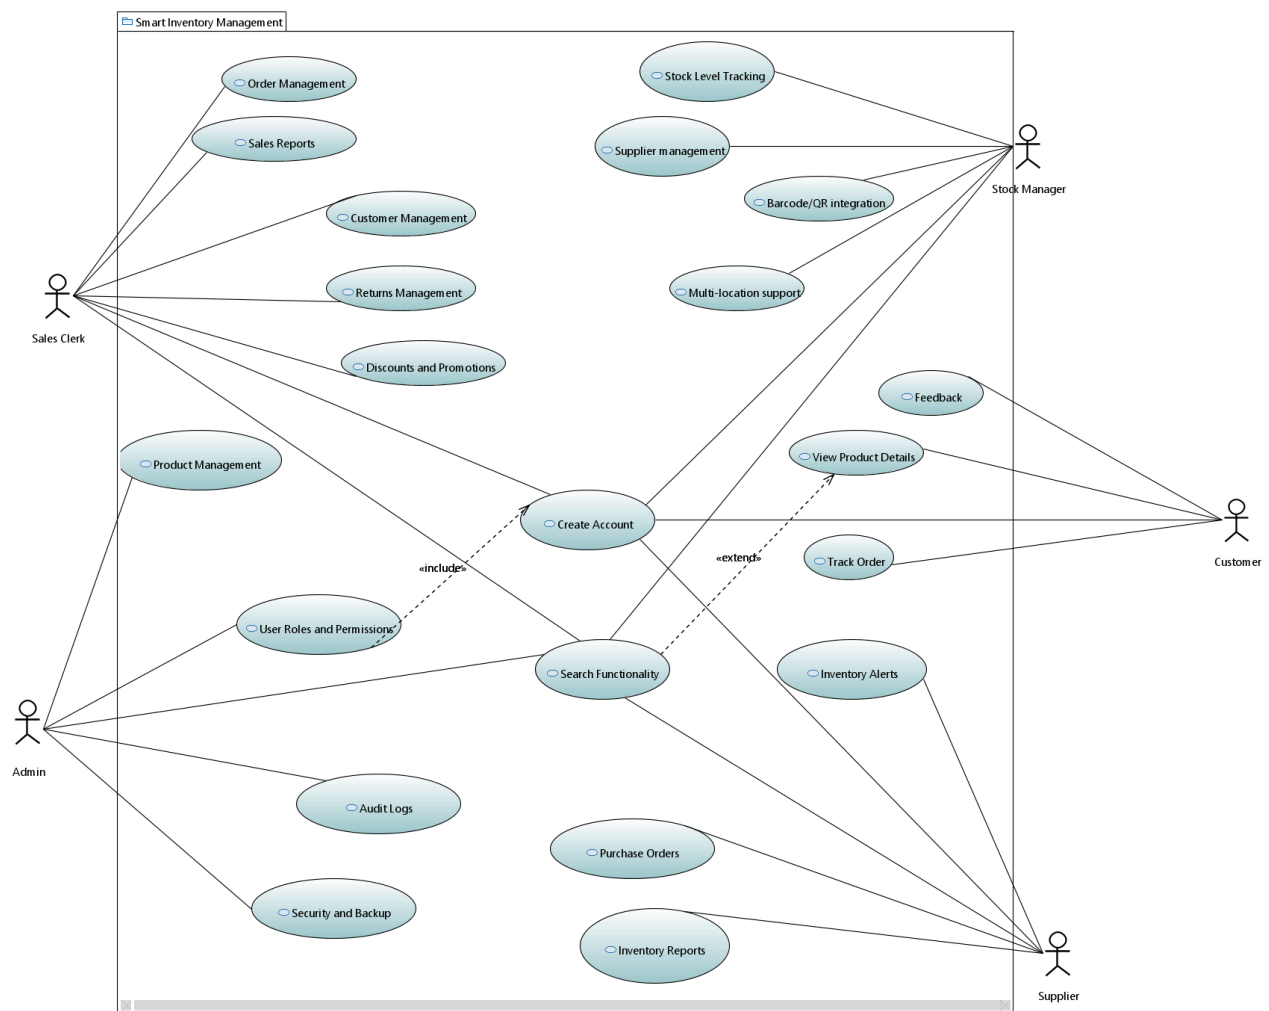 Smart Inventory Management
Order Management
Stock Level Tracking
Sales Reports
Supplier management
Stock Manager
Barcode/QR integration
Customer Management
Returns Management
Multi-location support
Sales Clerk
Discounts and Promotions
Feedback
Product Management
View Product Details
Create Account
«include»
«extend»
Track Order
Customer
User Roles and Permissions
Search Functionality
Inventory Alerts
Admin
Audit Logs
Purchase Orders
Security and Backup
Inventory Reports
Supplier